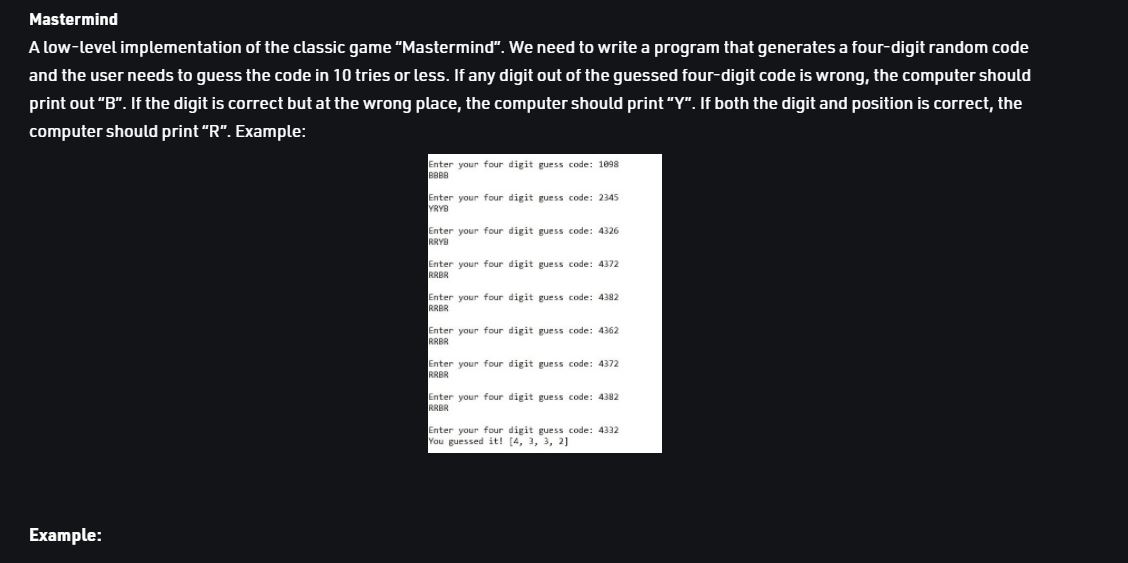 Mastermind
A low-level implementation of the classic game “Mastermind”. We need to write a program that generates a four-digit random code
and the user needs to guess the code in 10 tries or less. If any digit out of the guessed four-digit code is wrong, the computer should
print out “B”. If the digit is correct but at the wrong place, the computer should print “Y”. If both the digit and position is correct, the
computer should print “R”. Example:
Enter your four digit guess code: 1098
BBBB
Enter your four digit guess code: 2345
YRYB
Enter your four digit guess code: 4326
RRYB
Enter your four digit guess code: 4372
RRBR
Enter your four digit guess code: 4382
RRBR
Enter your four digit guess code: 4362
RRBR
Enter your four digit guess code: 4372
RRBR
Enter your four digit guess code: 4382
RRBR
Enter your four digit guess code: 4332
You guessed it! [4, 3, 3, 2]
Example: